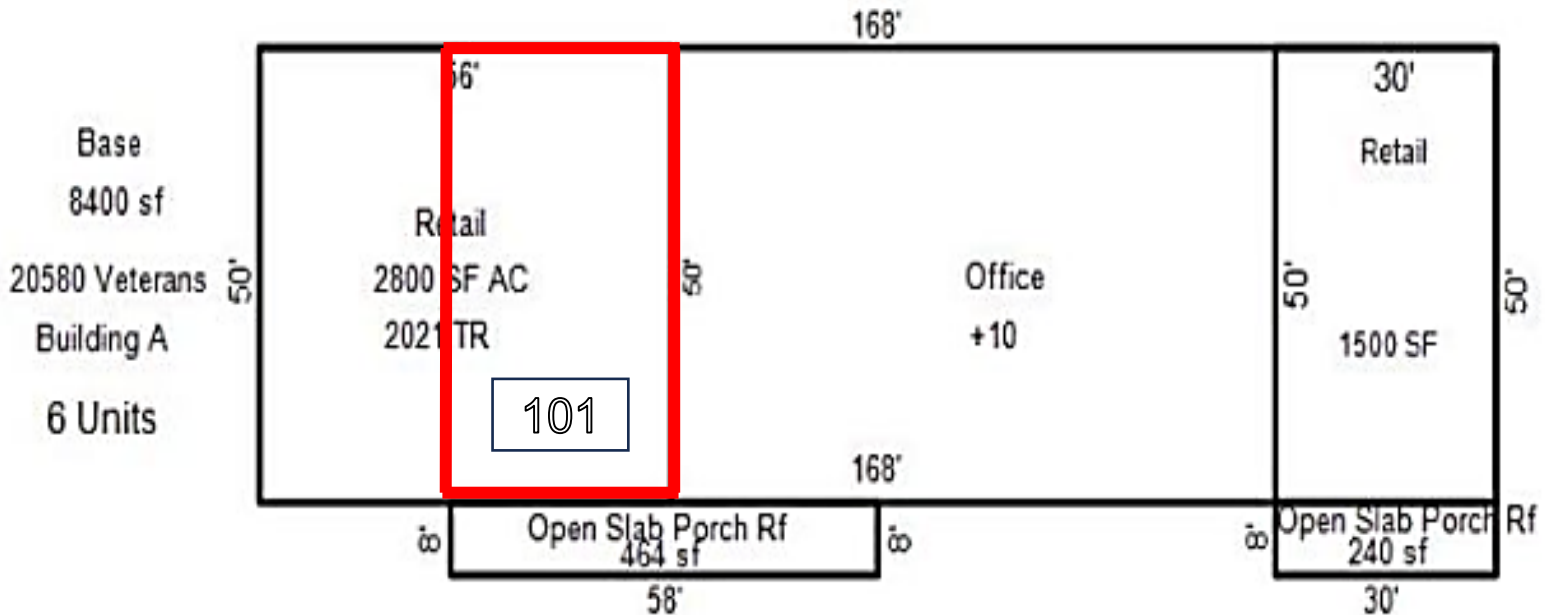 168'
56'
30'
Base
8400 sf
20580 Veterans
Building A
6 Units
50'
Retail
2800 SF AC
2021 TR
101
50'
Office
+10
50'
Retail
1500 SF
50'
168'
8'
Open Slab Porch Rf
464 sf
8'
58'
8'
Open Slab Porch Rf
240 sf
30'